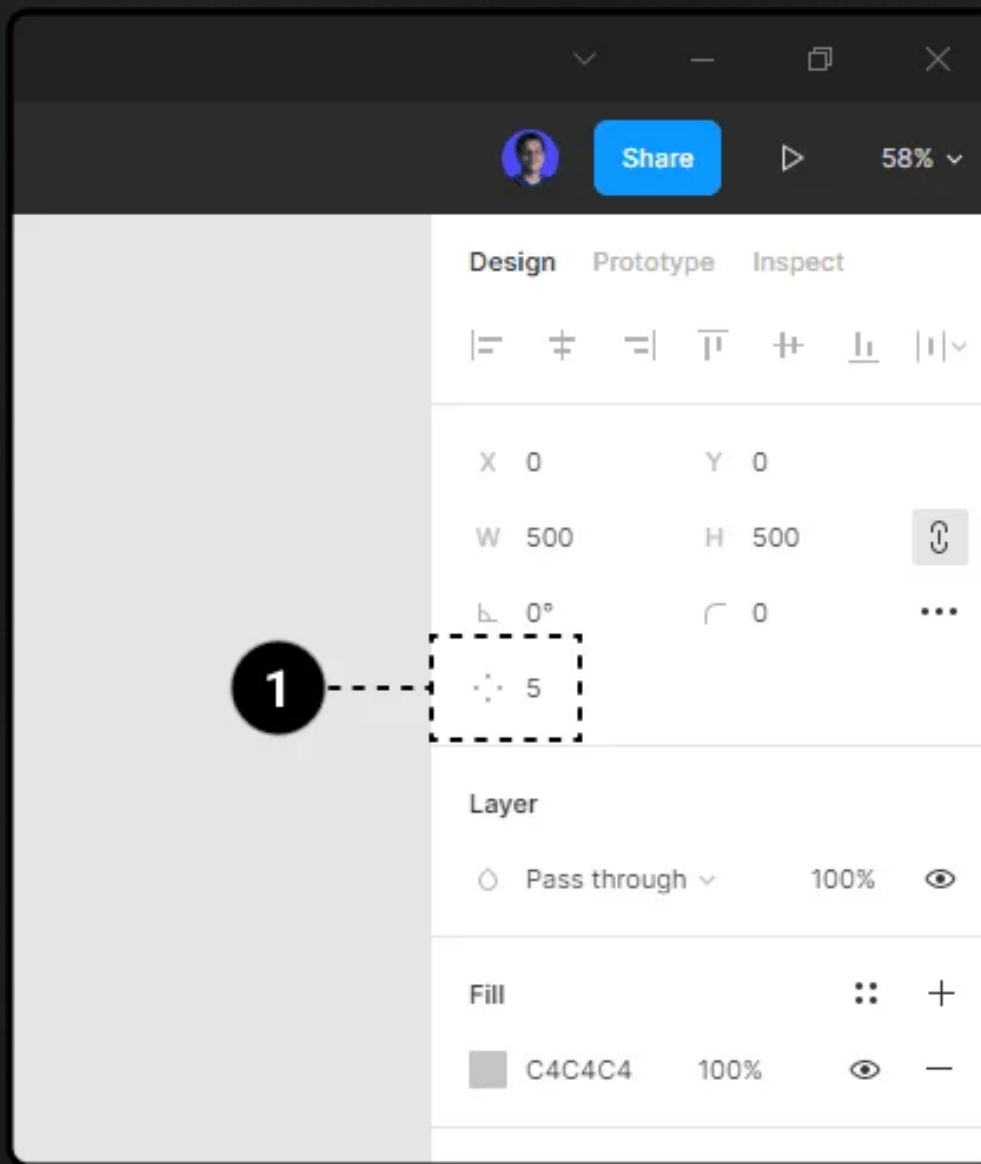 Share 58%
Design Prototype Inspect
X 0 Y 0
W 500 H 500
0° 0
1
5
Layer
Pass through 100%
Fill
C4C4C4 100%